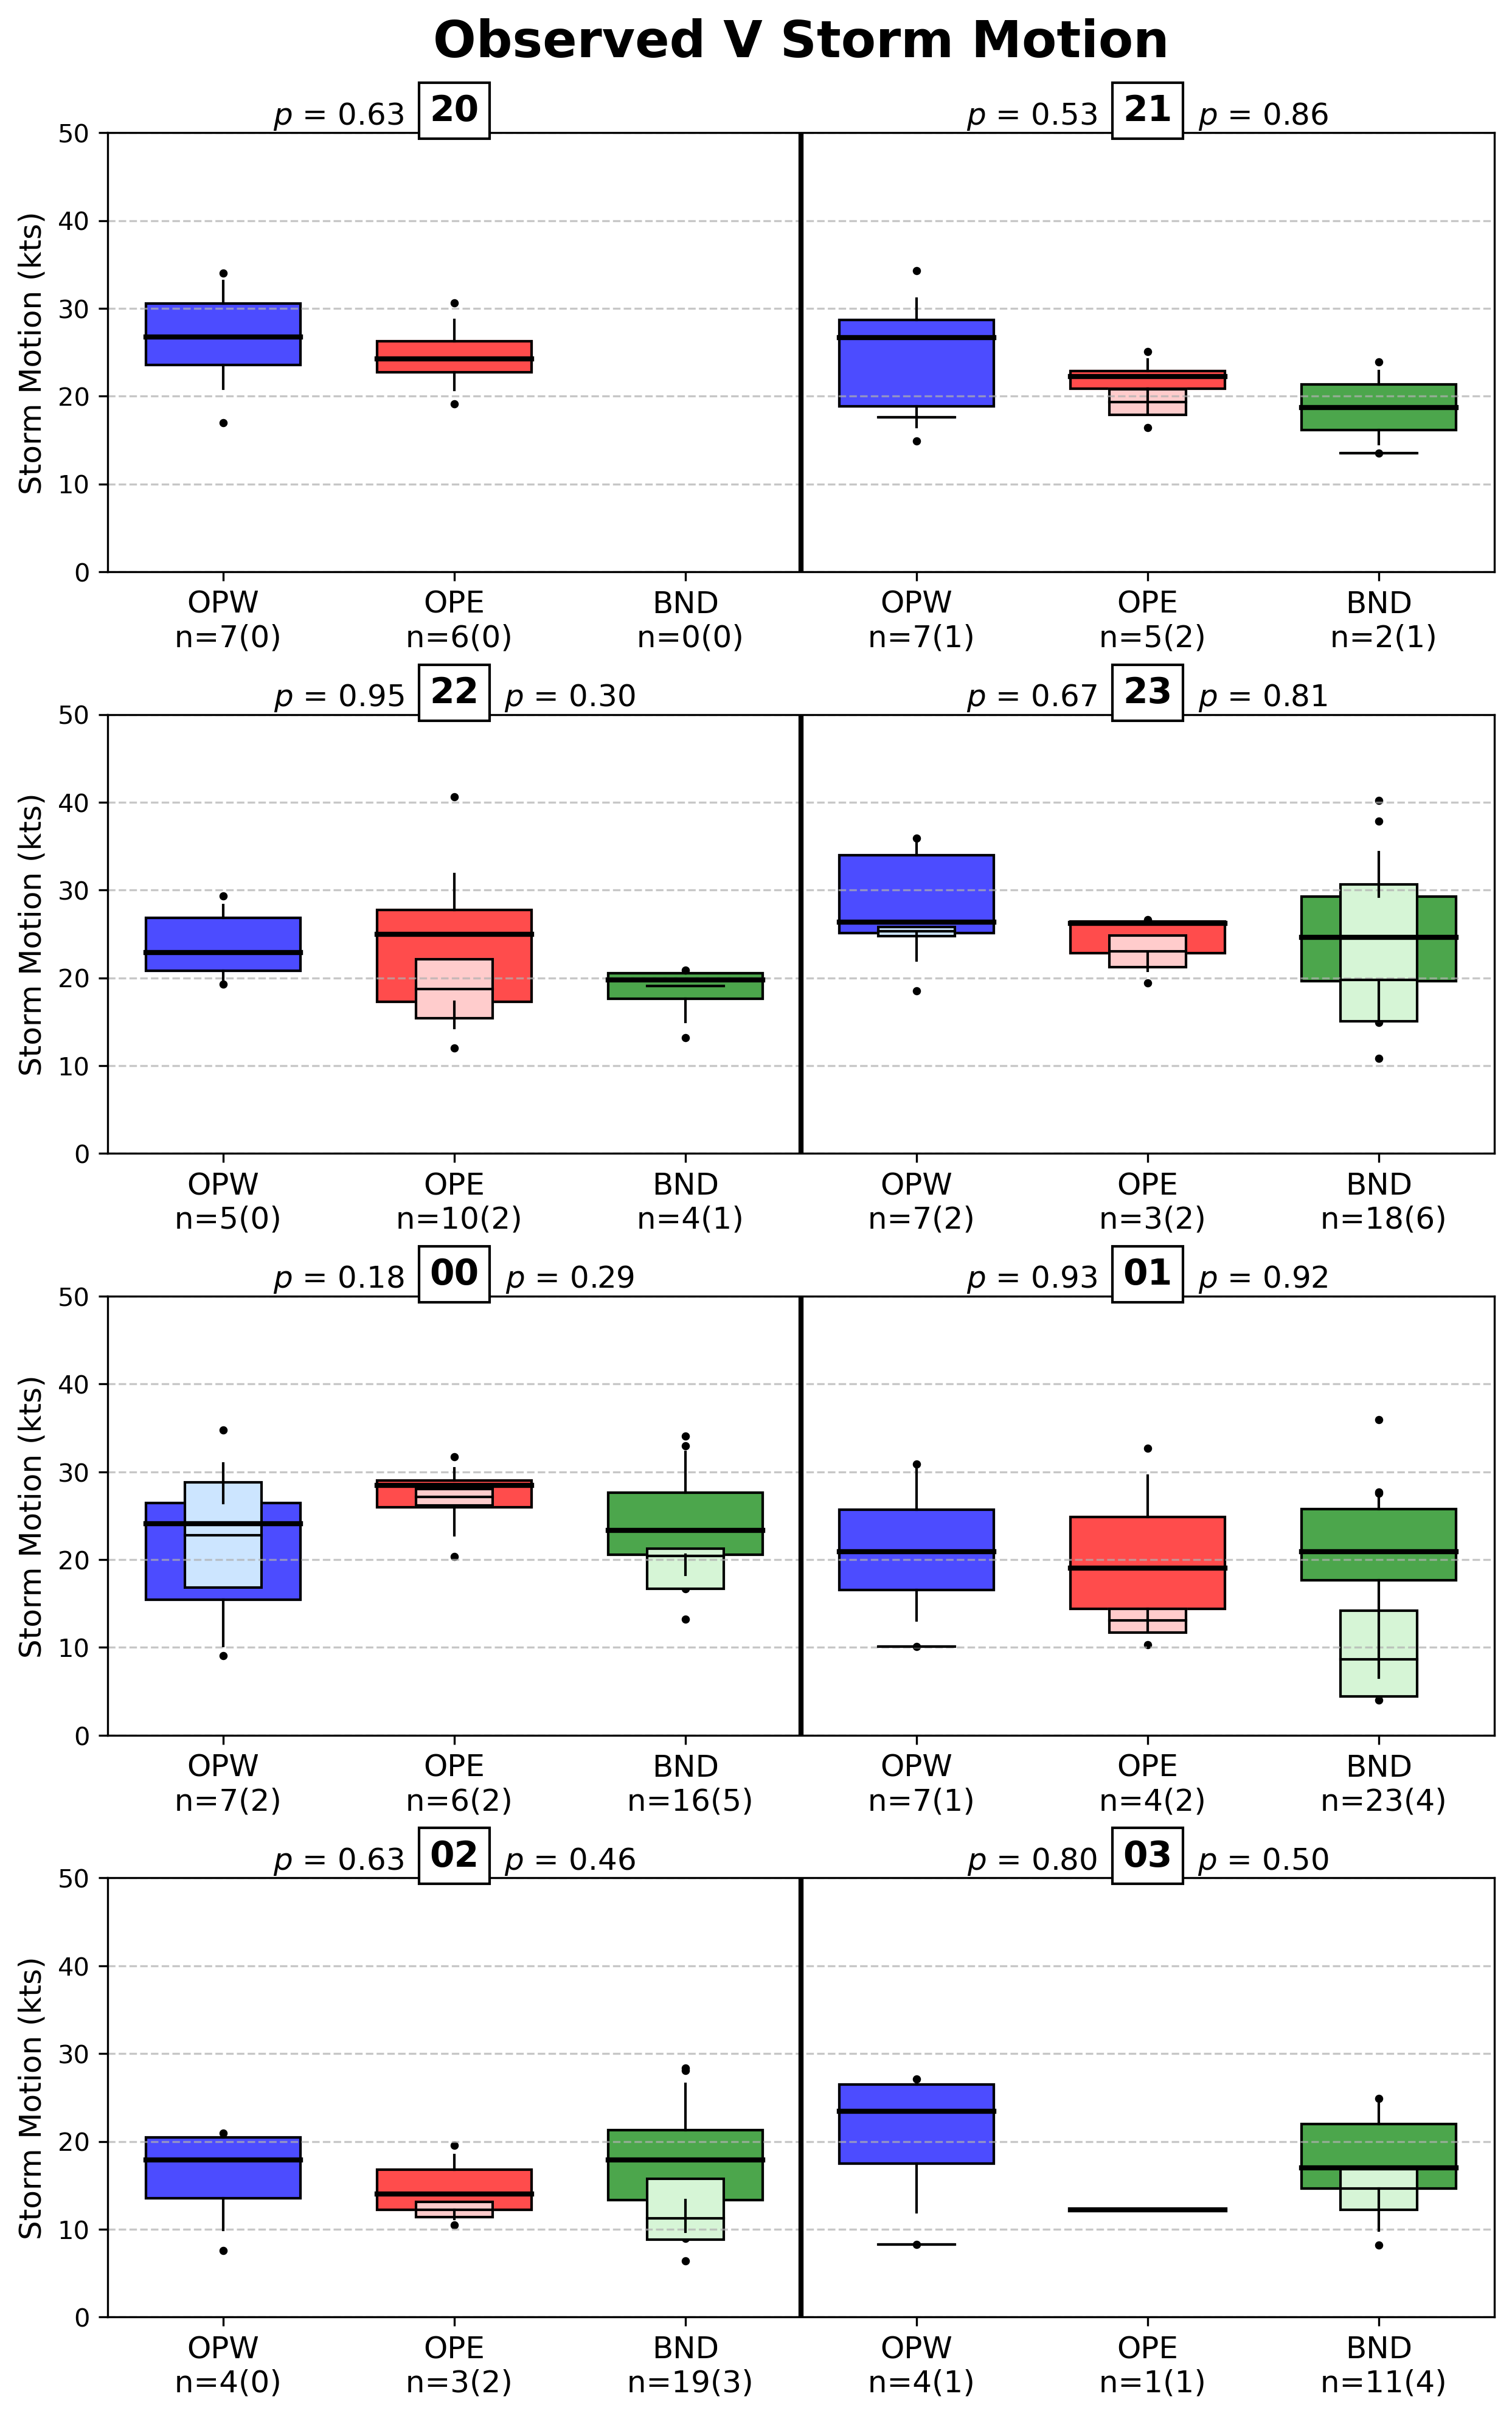 Observed V Storm Motion
p = 0.63 20
p = 0.53 21 p = 0.86
Storm Motion (kts)
50
40
30
20
10
0
OPW OPE BND OPW OPE BND
n=7(0) n=6(0) n=0(0) n=7(1) n=5(2) n=2(1)
p = 0.95 22 p = 0.30
p = 0.67 23 p = 0.81
Storm Motion (kts)
50
40
30
20
10
0
OPW OPE BND OPW OPE BND
n=5(0) n=10(2) n=4(1) n=7(2) n=3(2) n=18(6)
p = 0.18 00 p = 0.29
p = 0.93 01 p = 0.92
Storm Motion (kts)
50
40
30
20
10
0
OPW OPE BND OPW OPE BND
n=7(2) n=6(2) n=16(5) n=7(1) n=4(2) n=23(4)
p = 0.63 02 p = 0.46
p = 0.80 03 p = 0.50
Storm Motion (kts)
50
40
30
20
10
0
OPW OPE BND OPW OPE BND
n=4(0) n=3(2) n=19(3) n=4(1) n=1(1) n=11(4)